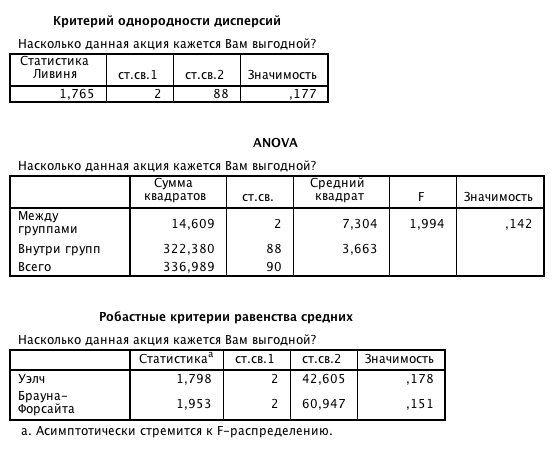 Критерий однородности дисперсий
Насколько данная акция кажется Вам выгодной?
Статистика Ливиня ст.св.1 ст.св.2 Значимость
1,765 2 88 ,177
ANOVA
Насколько данная акция кажется Вам выгодной?
Сумма квадратов ст.св. Средний квадрат F Значимость
Между группами 14,609 2 7,304 1,994 ,142
Внутри групп 322,380 88 3,663
Всего 336,989 90
Робастные критерии равенства средних
Насколько данная акция кажется Вам выгодной?
Статистикаᵃ ст.св.1 ст.св.2 Значимость
Уэлч 1,798 2 42,605 ,178
Брауна-Форсайта 1,953 2 60,947 ,151
a. Асимптотически стремится к F-распределению.